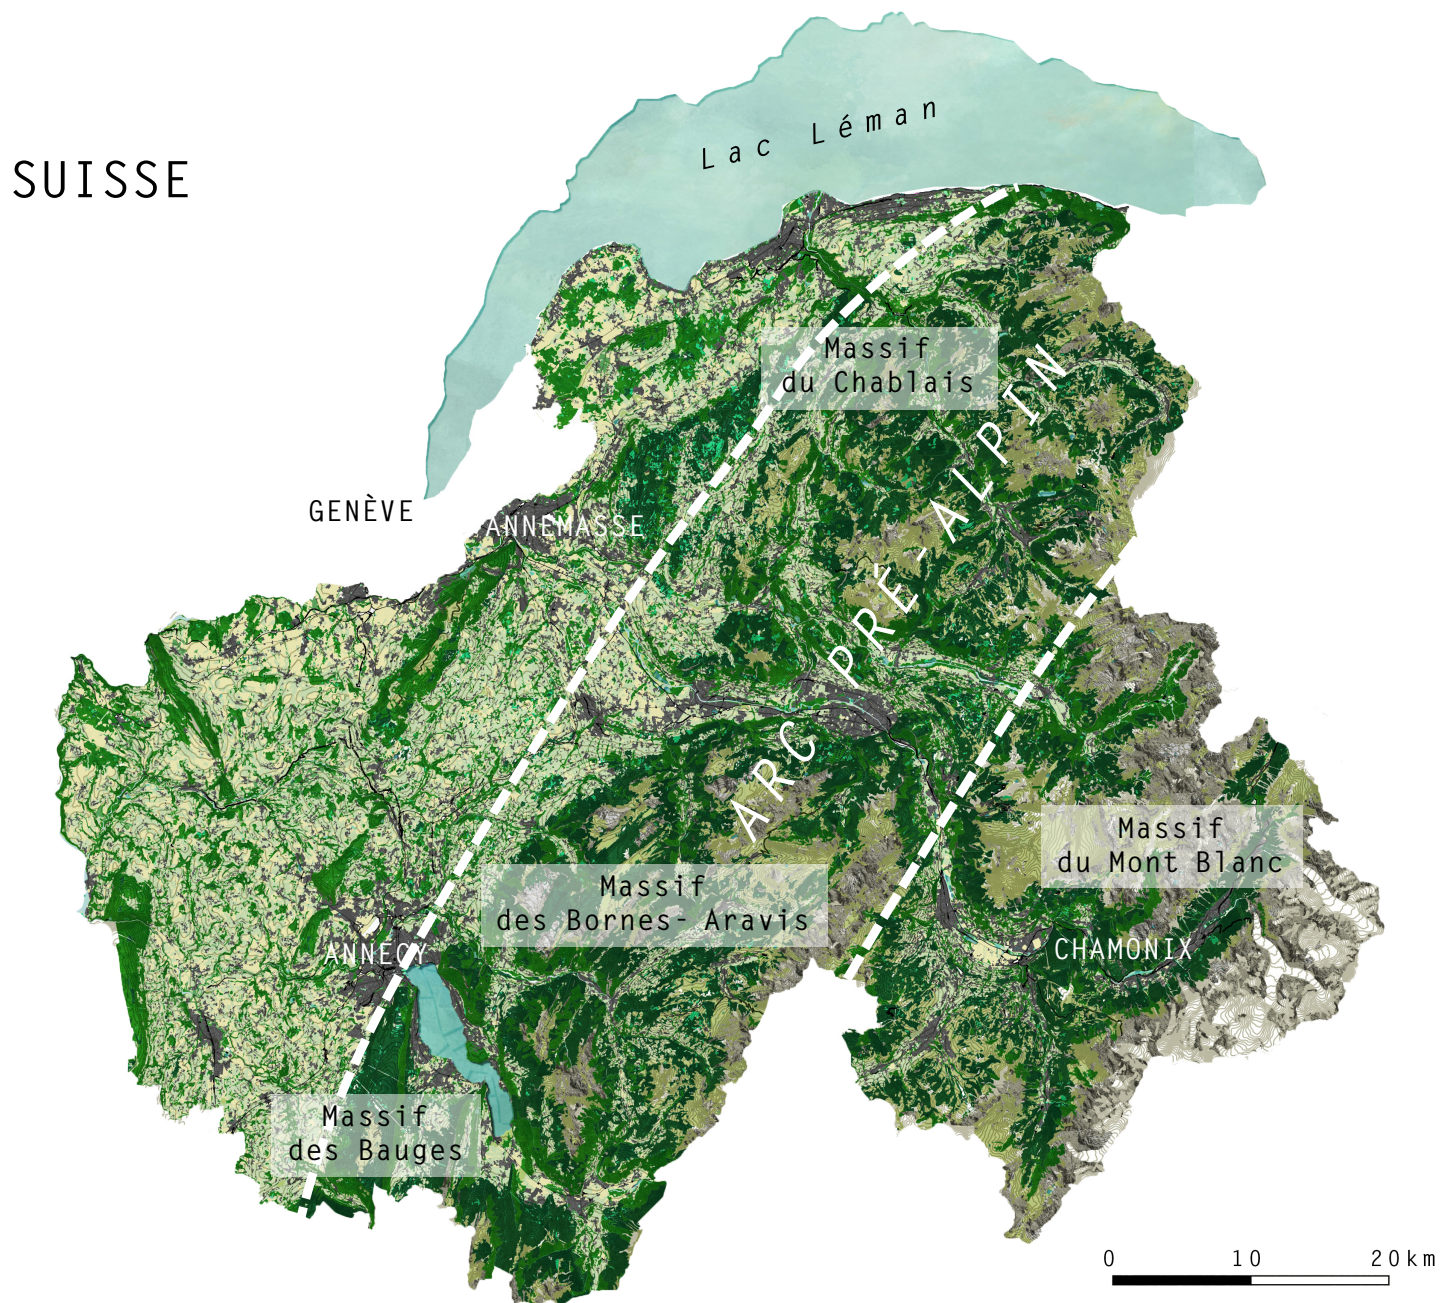 Lac Léman
SUISSE
Massif
du Chablais
GENÈVE
ANNEMASSE
ARC PRÉ-ALPIN
Massif
du Mont Blanc
Massif
des Bornes-Aravis
ANNECY
CHAMONIX
Massif
des Bauges
0 10 20km